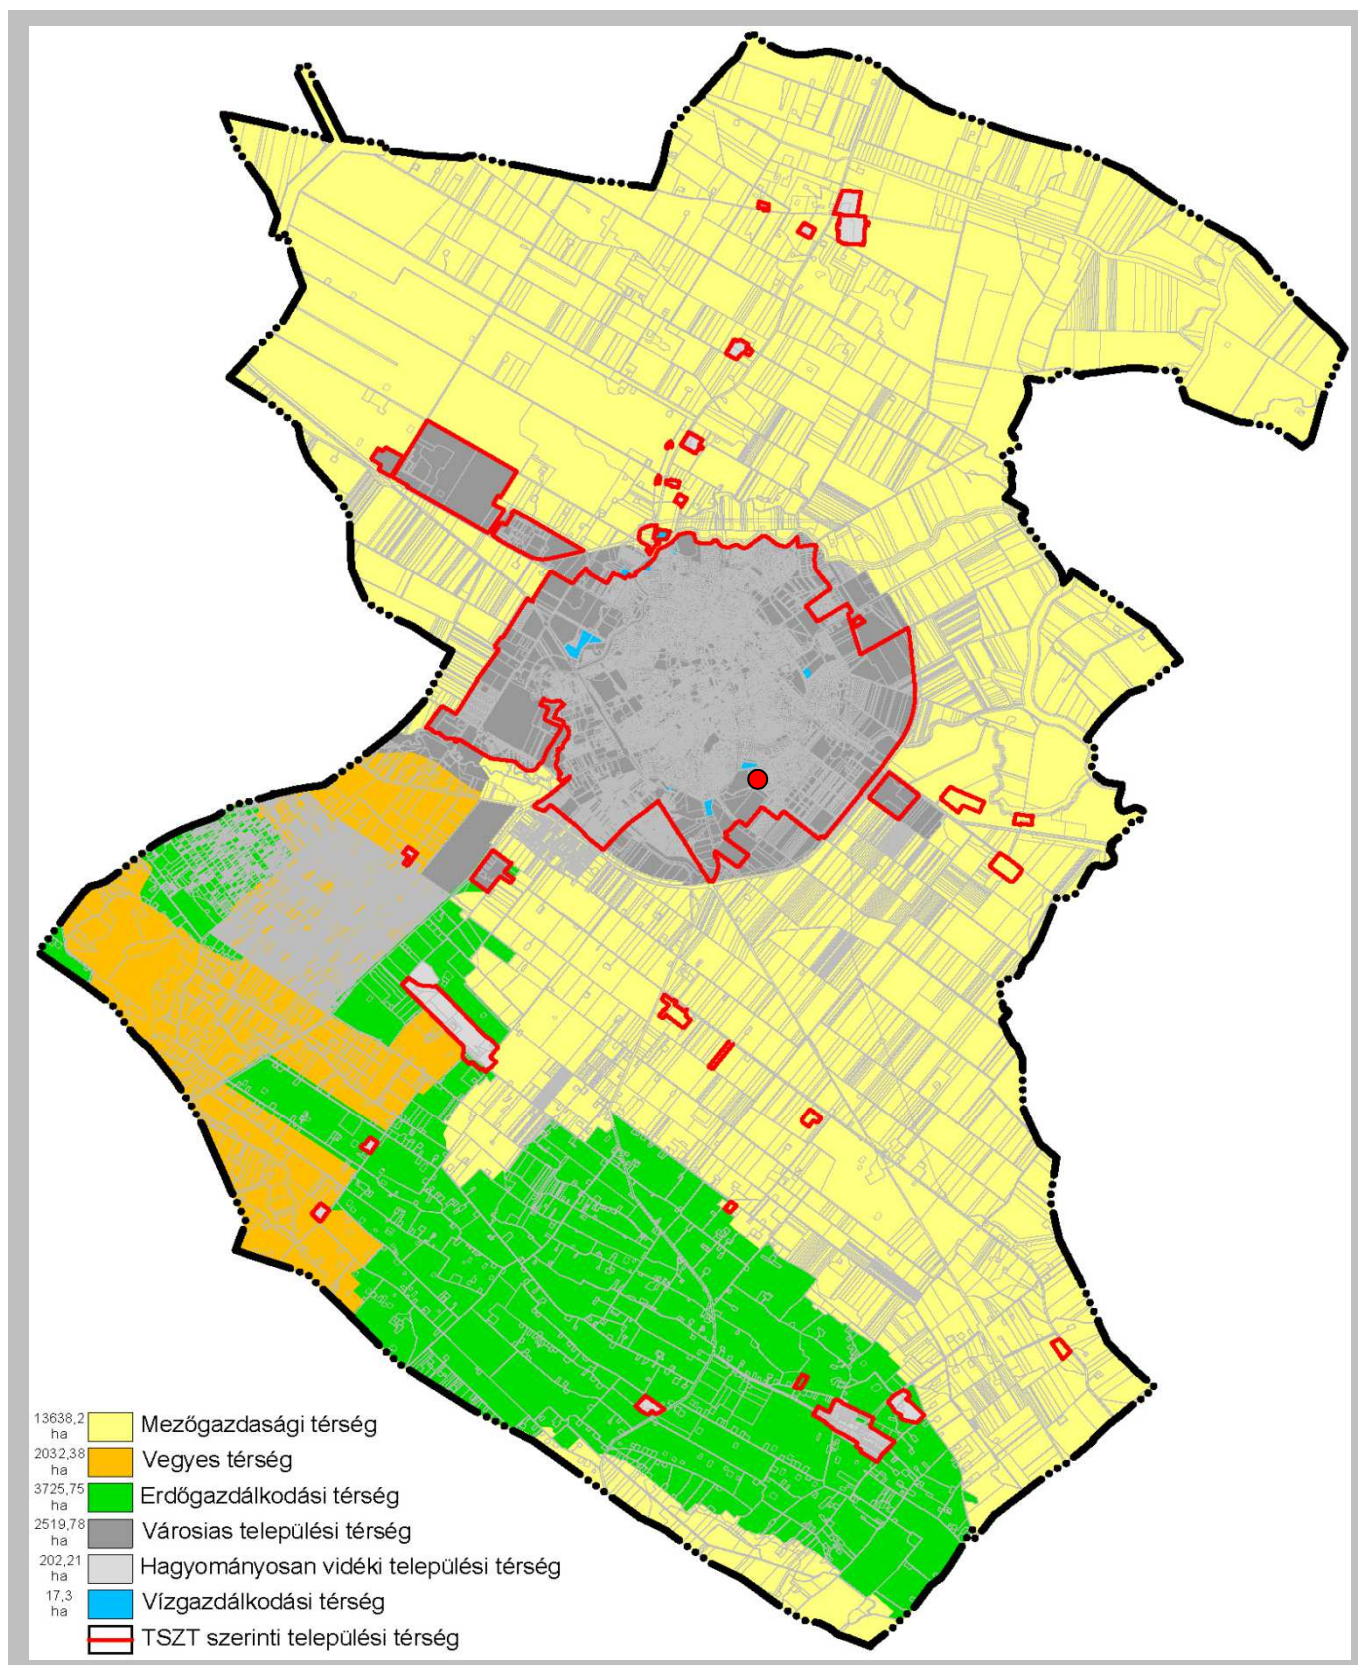 13638,2 ha Mezőgazdasági térség
2032,38 ha Vegyes térség
3725,75 ha Erdőgazdálkodási térség
2519,78 ha Városias települési térség
202,21 ha Hagyományosan vidéki települési térség
17,3 ha Vízgazdálkodási térség
TSZT szerinti települési térség